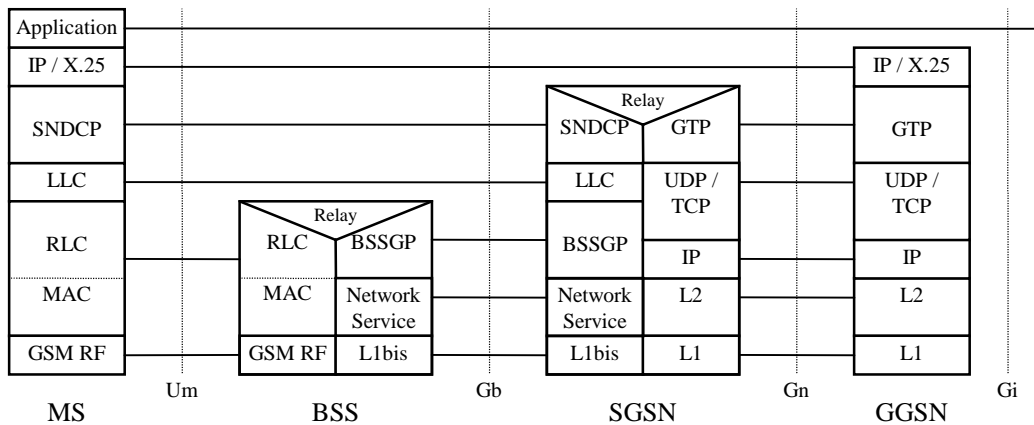 Application
IP / X.25
IP / X.25
Relay
SNDCP
SNDCP
GTP
GTP
LLC
LLC
UDP /
TCP
UDP /
TCP
Relay
RLC
RLC
BSSGP
BSSGP
IP
IP
MAC
MAC
Network
Service
Network
Service
L2
L2
GSM RF
GSM RF
L1bis
L1bis
L1
L1
Um
Gb
Gn
Gi
MS
BSS
SGSN
GGSN